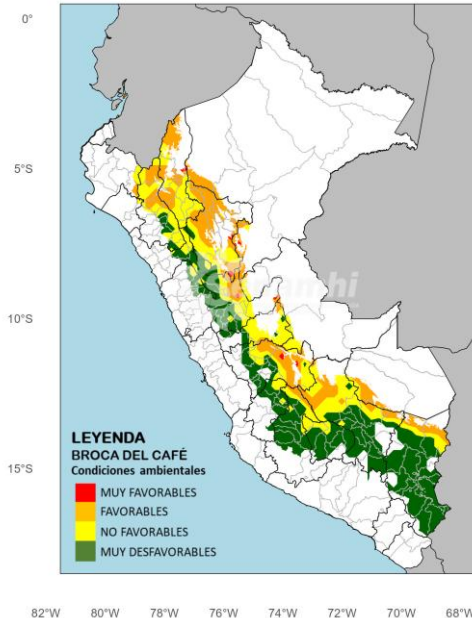 0°
5°S
10°S
15°S
senamhi
LEYENDA
BROCA DEL CAFÉ
Condiciones ambientales
MUY FAVORABLES
FAVORABLES
NO FAVORABLES
MUY DESFAVORABLES
82°W 80°W 78°W 76°W 74°W 72°W 70°W 68°W